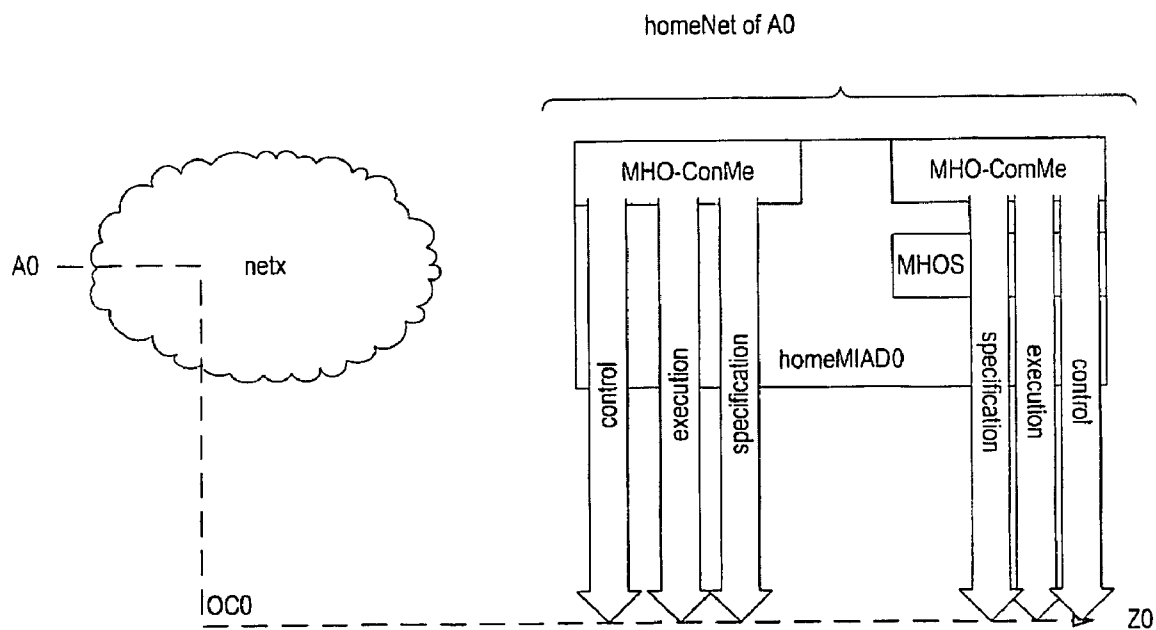 homeNet of A0
MHO-ConMe
MHO-ComMe
A0
netx
MHOS
homeMIAD0
control
execution
specification
specification
execution
control
OC0
Z0